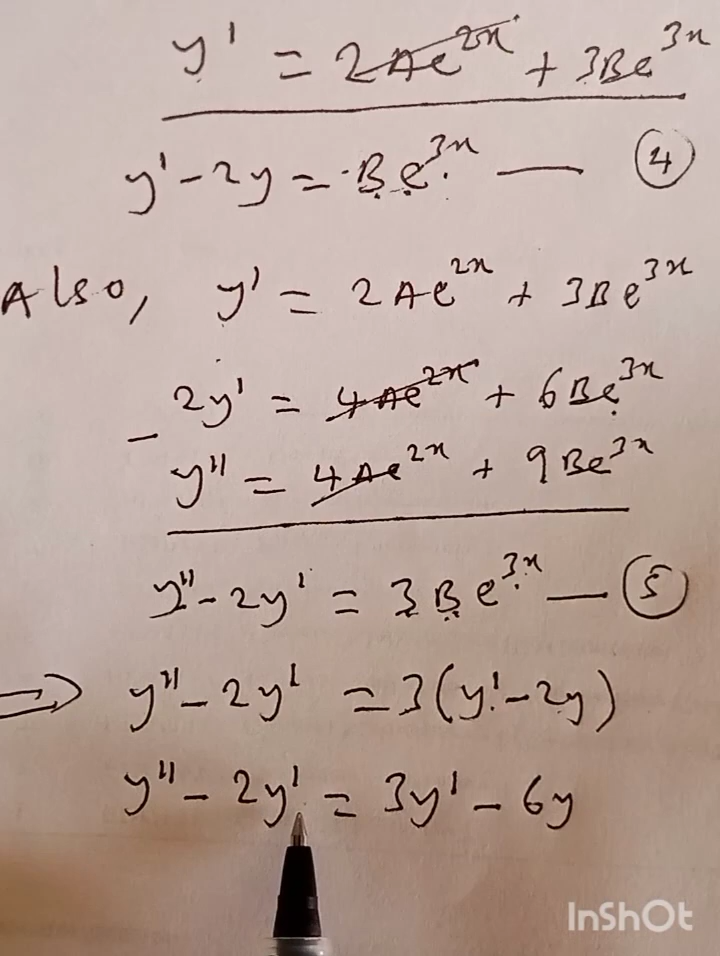 y' = 2Ae^2x + 3Be^3x
y' - 2y = Be^3x — (4)
Also, y' = 2Ae^2x + 3Be^3x
2y' = 4Ae^2x + 6Be^3x
-
y'' = 4Ae^2x + 9Be^3x
y'' - 2y' = 3Be^3x — (5)
⇒ y'' - 2y' = 3(y' - 2y)
y'' - 2y' = 3y' - 6y
InShOt